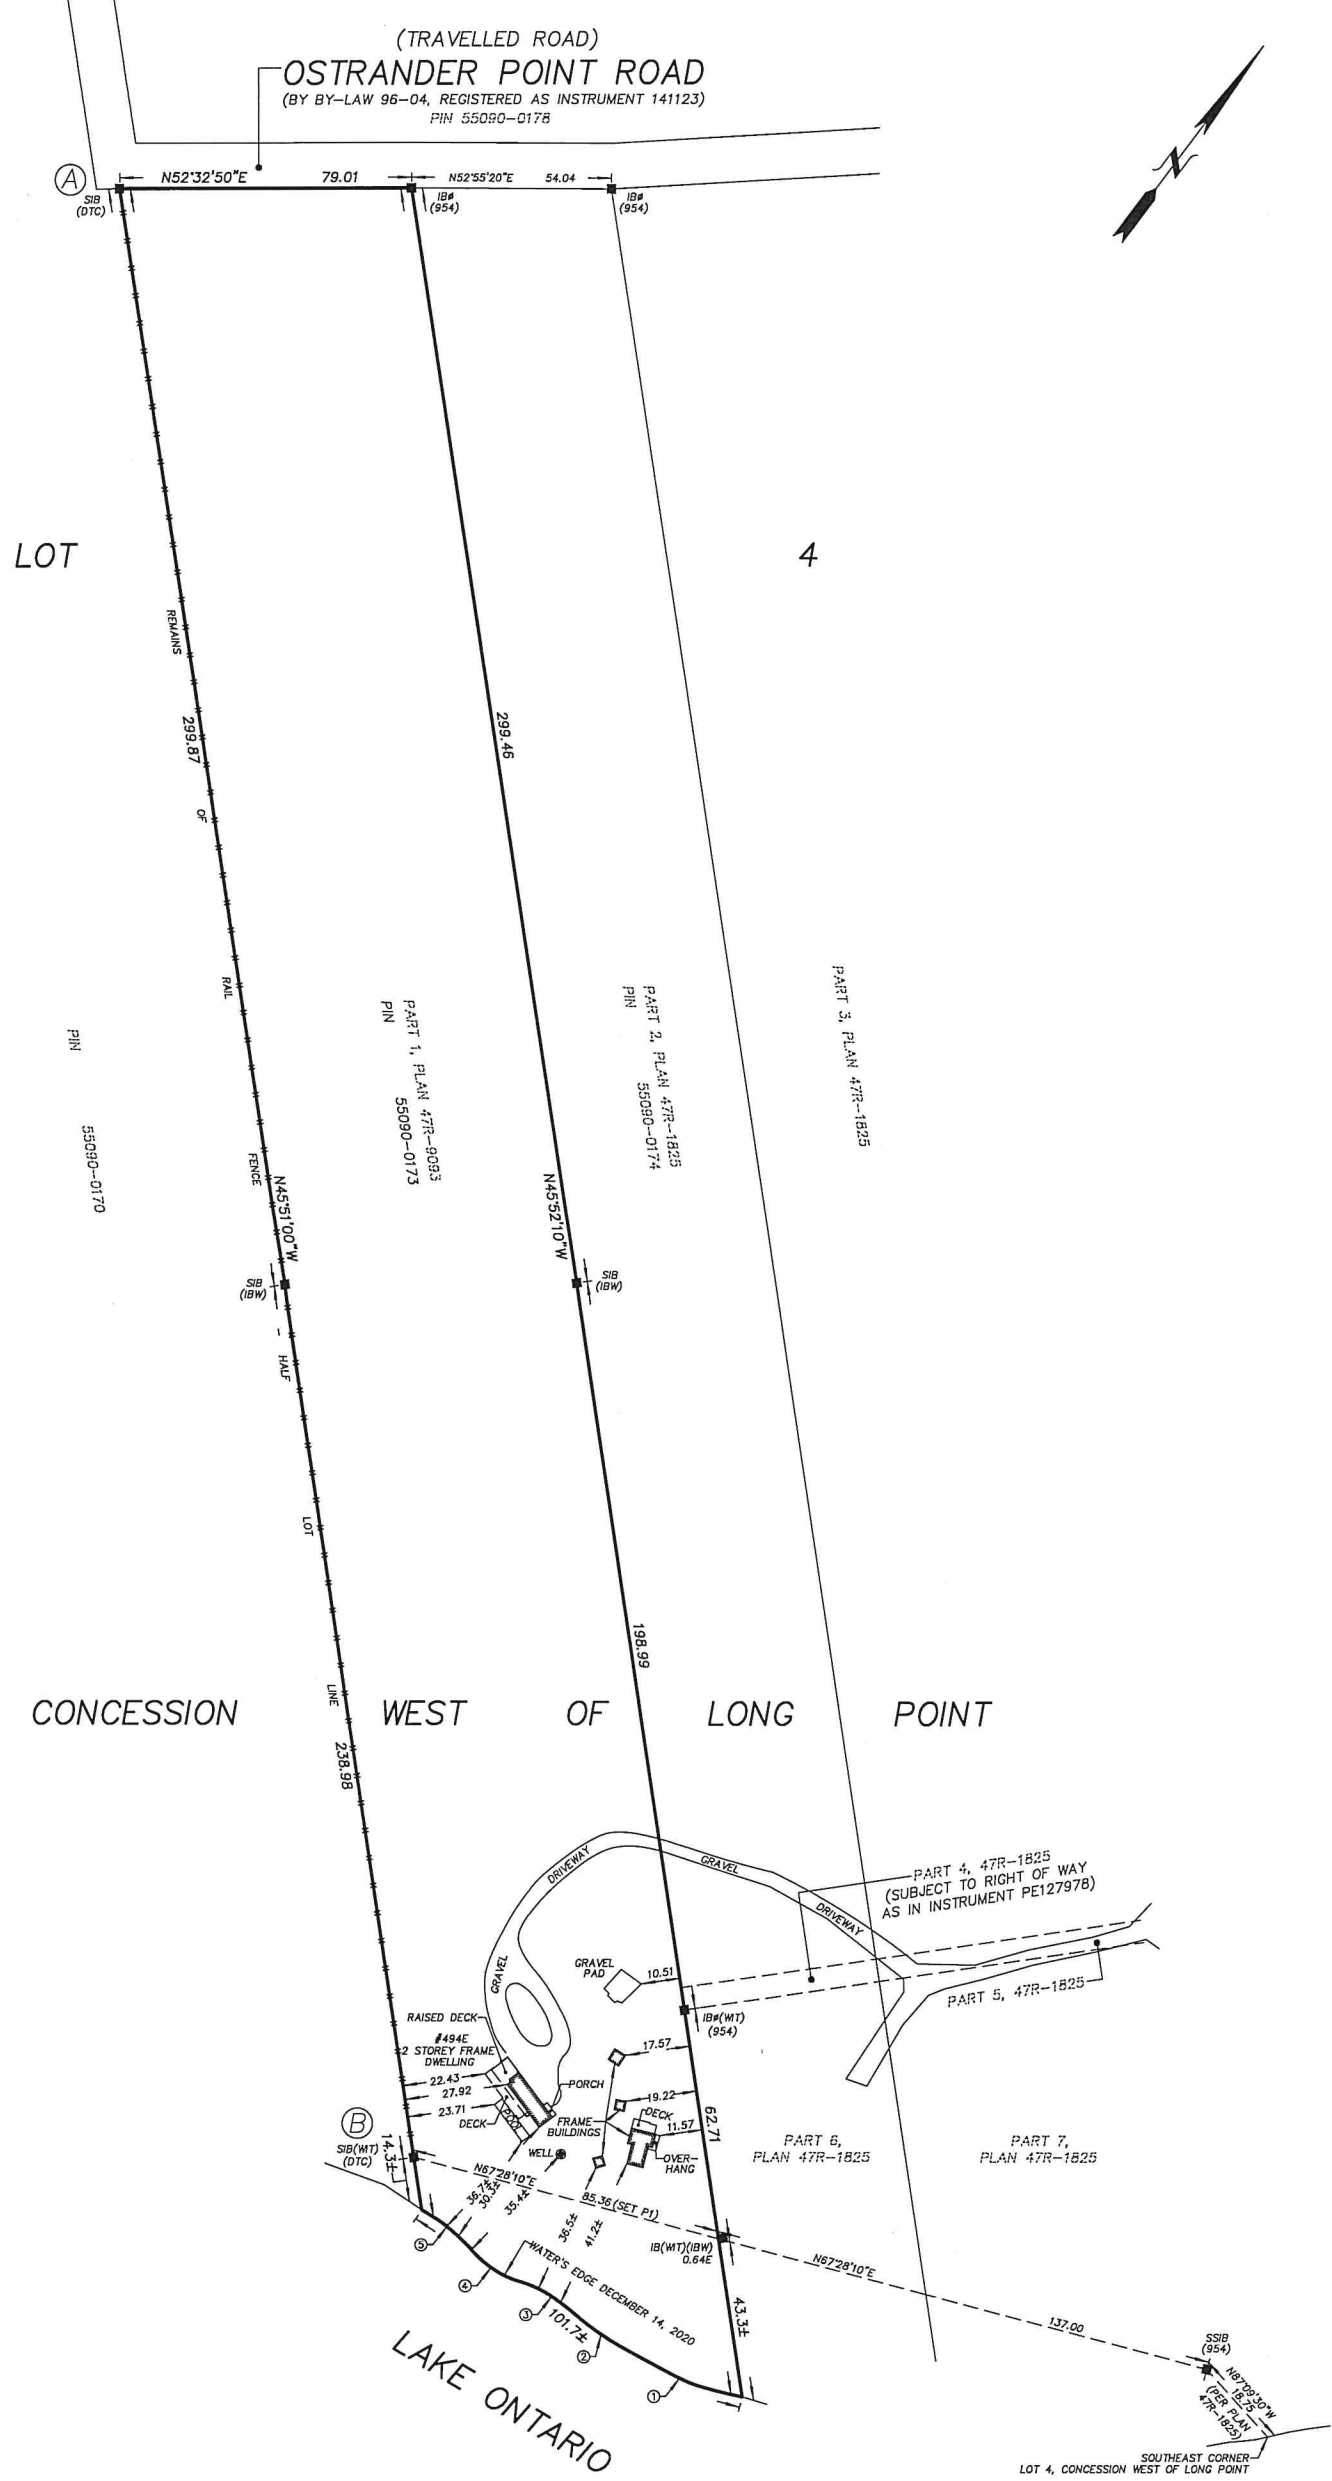 (TRAVELLED ROAD)
OSTRANDER POINT ROAD
(BY BY-LAW 96-04, REGISTERED AS INSTRUMENT 141123)
PIN 55090-0178
N
A
N52°32'50"E
79.01
N52°55'20"E
54.04
SIB
(DTC)
IBø
(954)
IBø
(954)
LOT
4
REMAINS
299.87
OF
RAIL
FENCE
N45°51'00"W
299.46
N45°52'10"W
PIN
55090-0170
PART 1, PLAN 47R-9093
PIN
55090-0173
PART 2, PLAN 47R-1825
PIN
55090-0174
PART 3, PLAN 47R-1825
SIB
(IBW)
SIB
(IBW)
HALF
LOT
LINE
238.98
198.99
CONCESSION WEST OF LONG POINT
DRIVEWAY
GRAVEL
DRIVEWAY
GRAVEL
PART 4, 47R-1825
(SUBJECT TO RIGHT OF WAY
AS IN INSTRUMENT PE127978)
PART 5, 47R-1825
GRAVEL
PAD
10.51
IBø(WIT)
(954)
RAISED DECK
#494E
2 STOREY FRAME
DWELLING
22.43
27.92
23.71
DECK
POOL
PORCH
17.57
19.22
FRAME
BUILDINGS
DECK
11.57
OVER-
HANG
WELL
62.71
PART 6,
PLAN 47R-1825
PART 7,
PLAN 47R-1825
B
SIB(WIT)
(DTC)
14.3±
N67°28'10"E
85.36 (SET P1)
36.7±
30.3±
35.4±
36.5±
41.2±
IB(WIT)(IBW)
0.64E
N67°28'10"E
137.00
43.3±
WATER'S EDGE DECEMBER 14, 2020
101.7±
5
4
3
2
1
LAKE ONTARIO
SSIB
(954)
N87°09'30"W
18.75
(PER PLAN
47R-1825)
SOUTHEAST CORNER
LOT 4, CONCESSION WEST OF LONG POINT